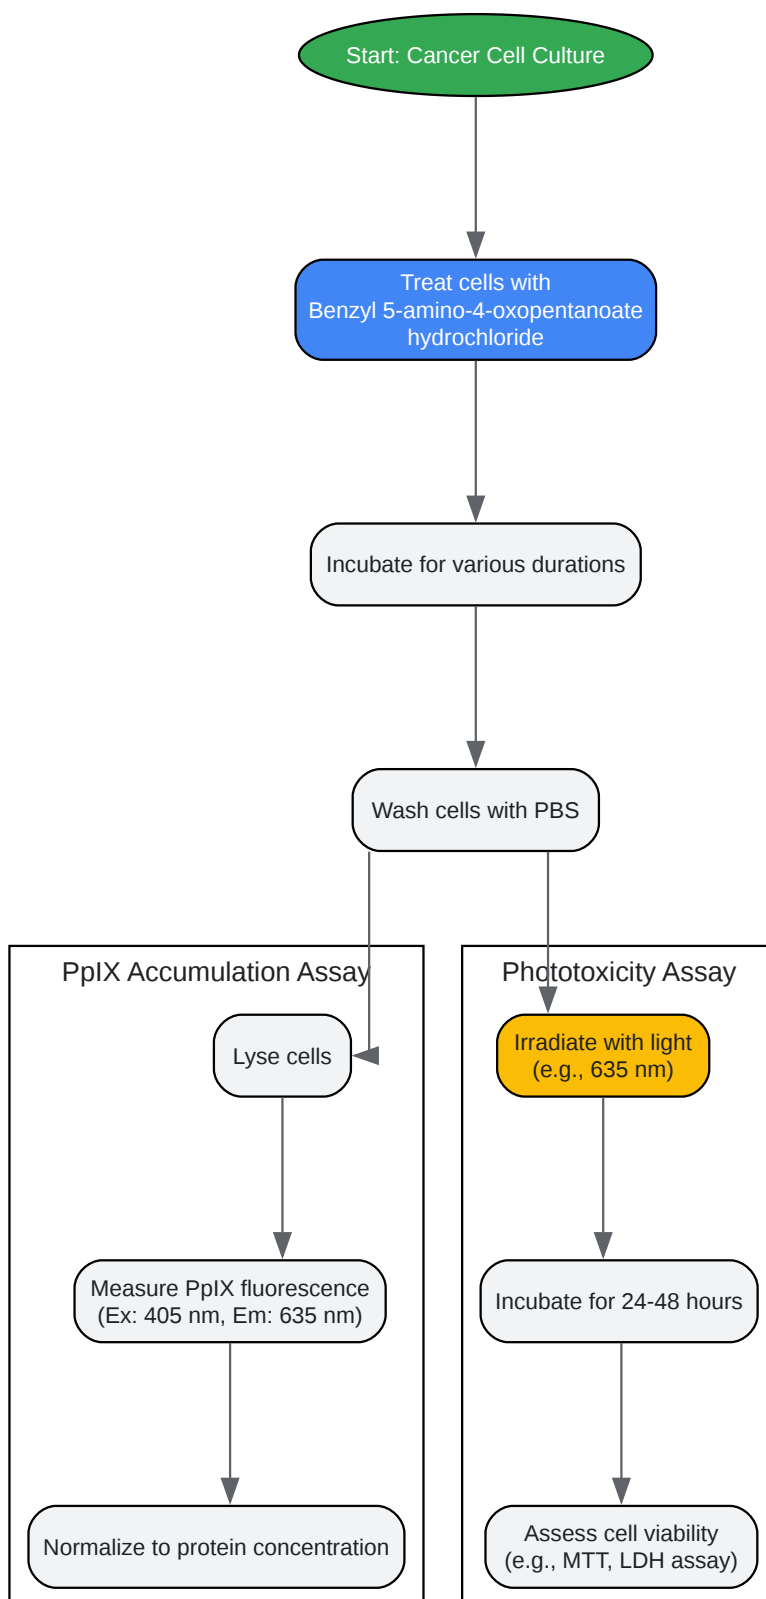 Start: Cancer Cell Culture
Treat cells with
Benzyl 5-amino-4-oxopentanoate
hydrochloride
Incubate for various durations
Wash cells with PBS
PpIX Accumulation Assay
Lyse cells
Measure PpIX fluorescence
(Ex: 405 nm, Em: 635 nm)
Normalize to protein concentration
Phototoxicity Assay
Irradiate with light
(e.g., 635 nm)
Incubate for 24-48 hours
Assess cell viability
(e.g., MTT, LDH assay)